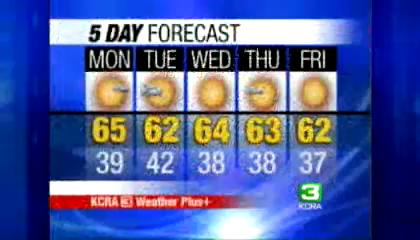 5 DAY FORECAST
MON TUE WED THU FRI
65 62 64 63 62
39 42 38 38 37
KCRA 3 Weather Plus+
3
KCRA